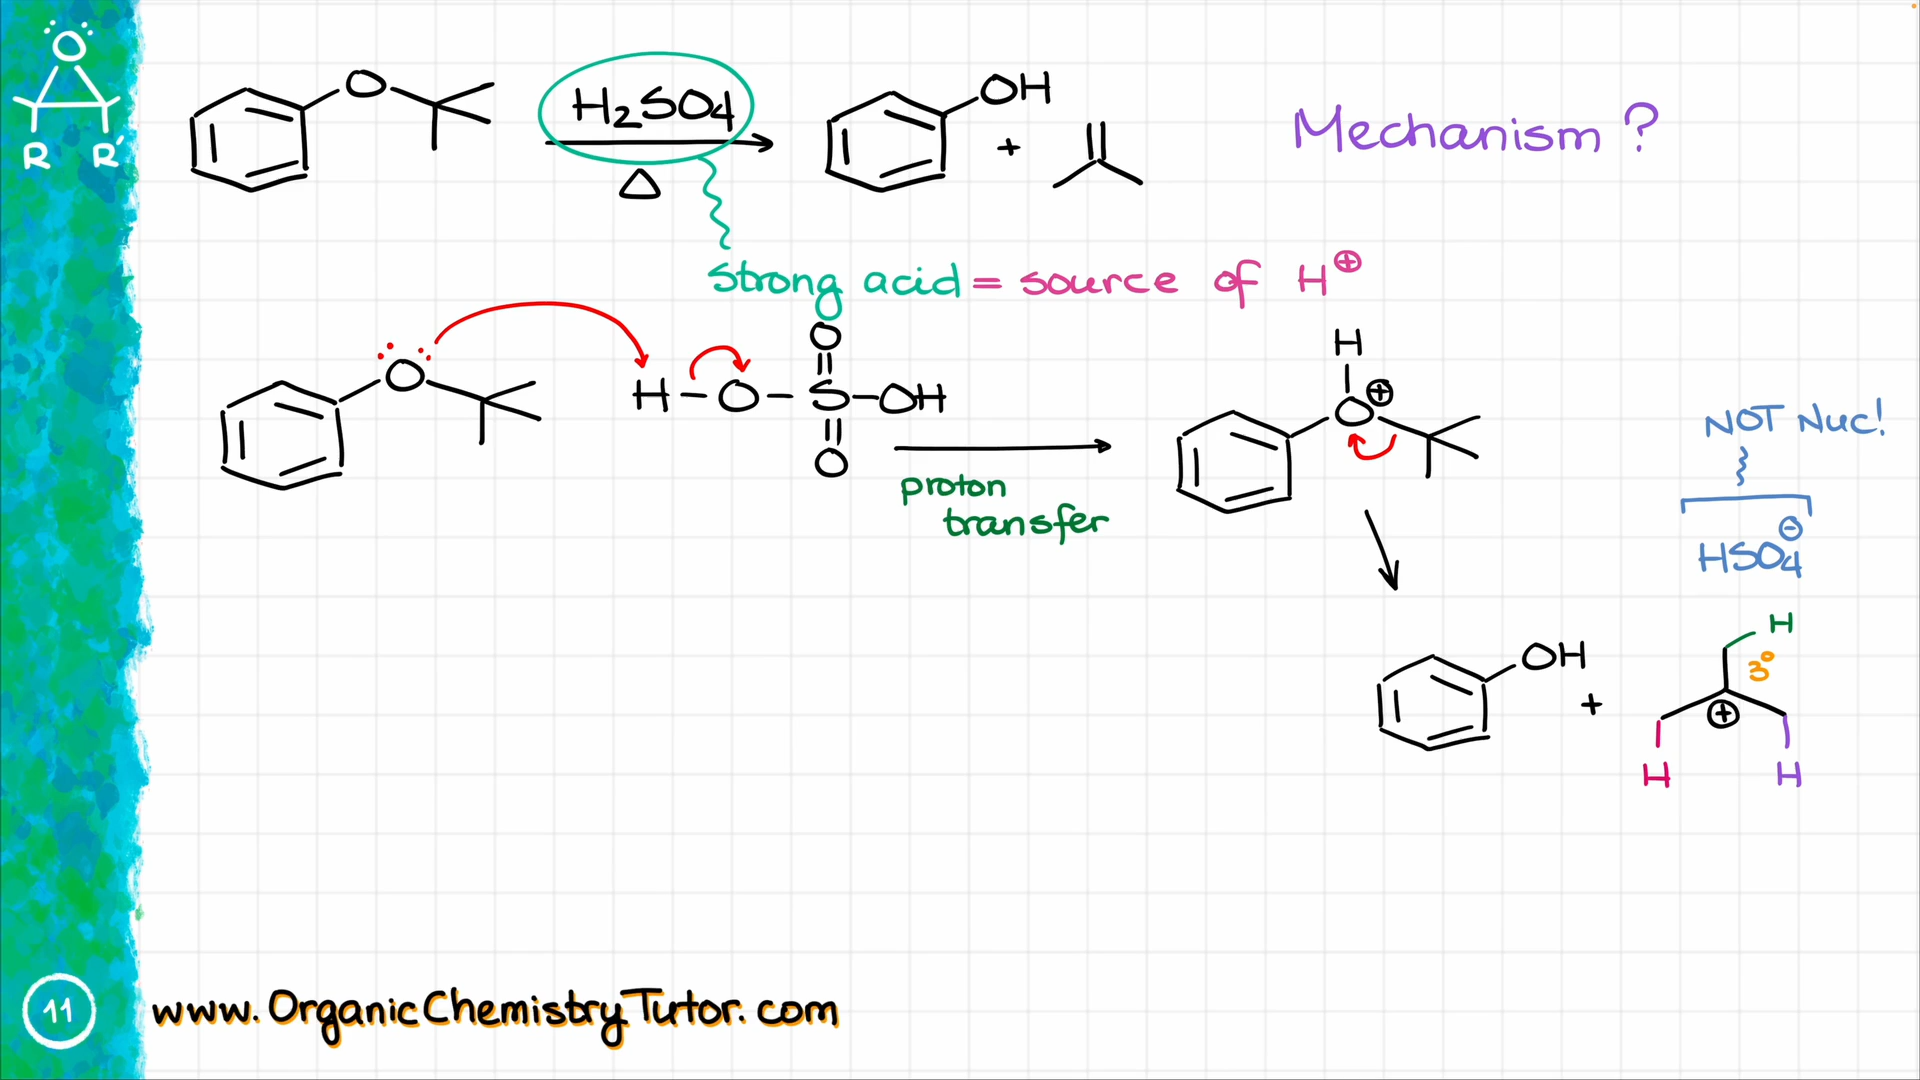 O
R R'
O
H₂SO₄
Δ
OH
+
Mechanism ?
strong acid = source of H⊕
O
H-O-S-OH
O
O
proton
transfer
H
O⊕
NOT Nuc!
HSO₄⊖
OH
+
H
3°
⊕
H H
11
www.OrganicChemistryTutor.com